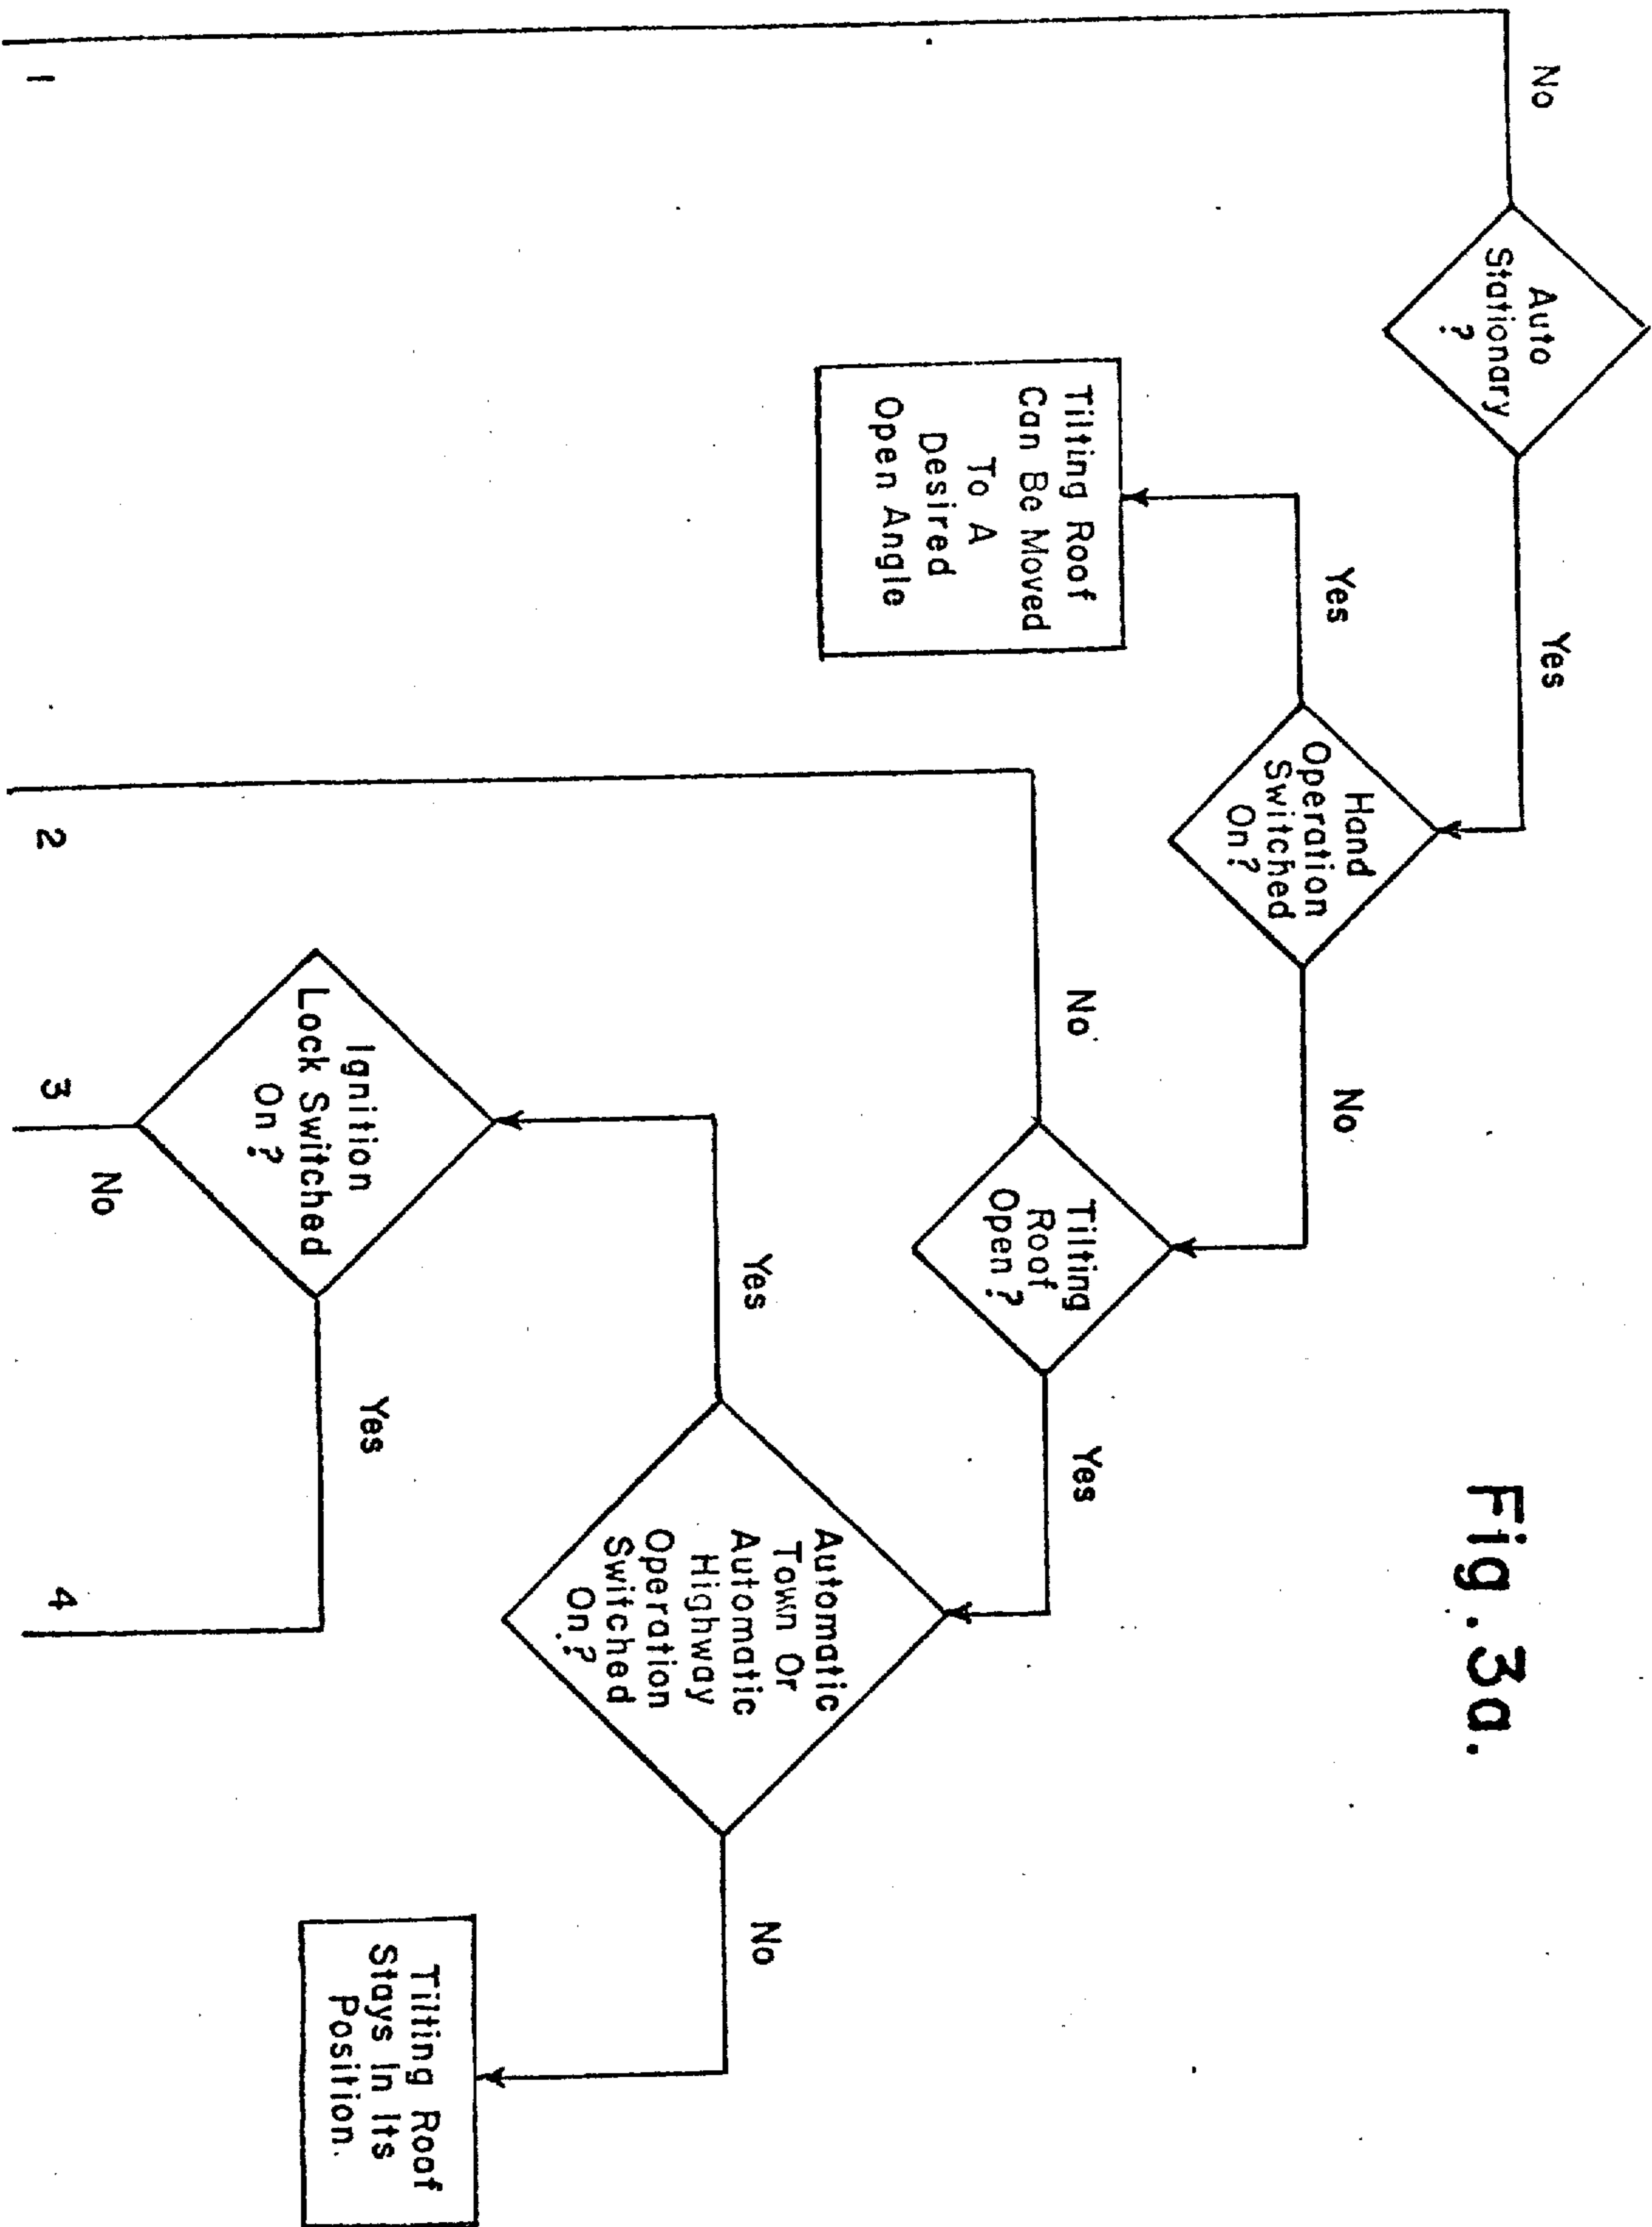 Fig. 3a.
Auto
Stationary
?
No
Yes
Hand
Operation
Switched
On?
Yes
No
Tilting Roof
Can Be Moved
To A
Desired
Open Angle
Tilting
Roof
Open?
No
Yes
Automatic
Town Or
Automatic
Highway
Operation
Switched
On?
Yes
No
Ignition
Lock Switched
On?
No
Yes
Tilting Roof
Stays In Its
Position.
1
2
3
4